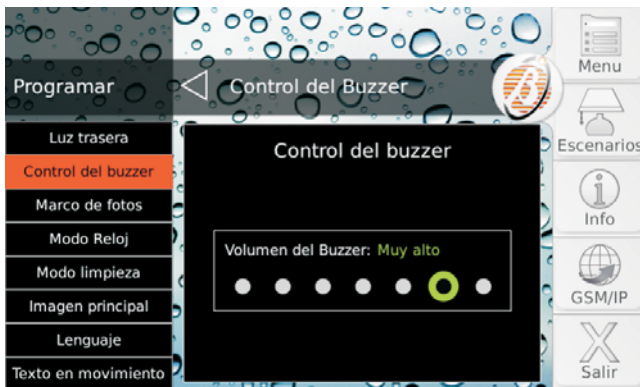 Programar
Control del Buzzer
Luz trasera
Control del buzzer
Marco de fotos
Modo Reloj
Modo limpieza
Imagen principal
Lenguaje
Texto en movimiento
Control del buzzer
Volumen del Buzzer: Muy alto
Menu
Escenarios
Info
GSM/IP
Salir